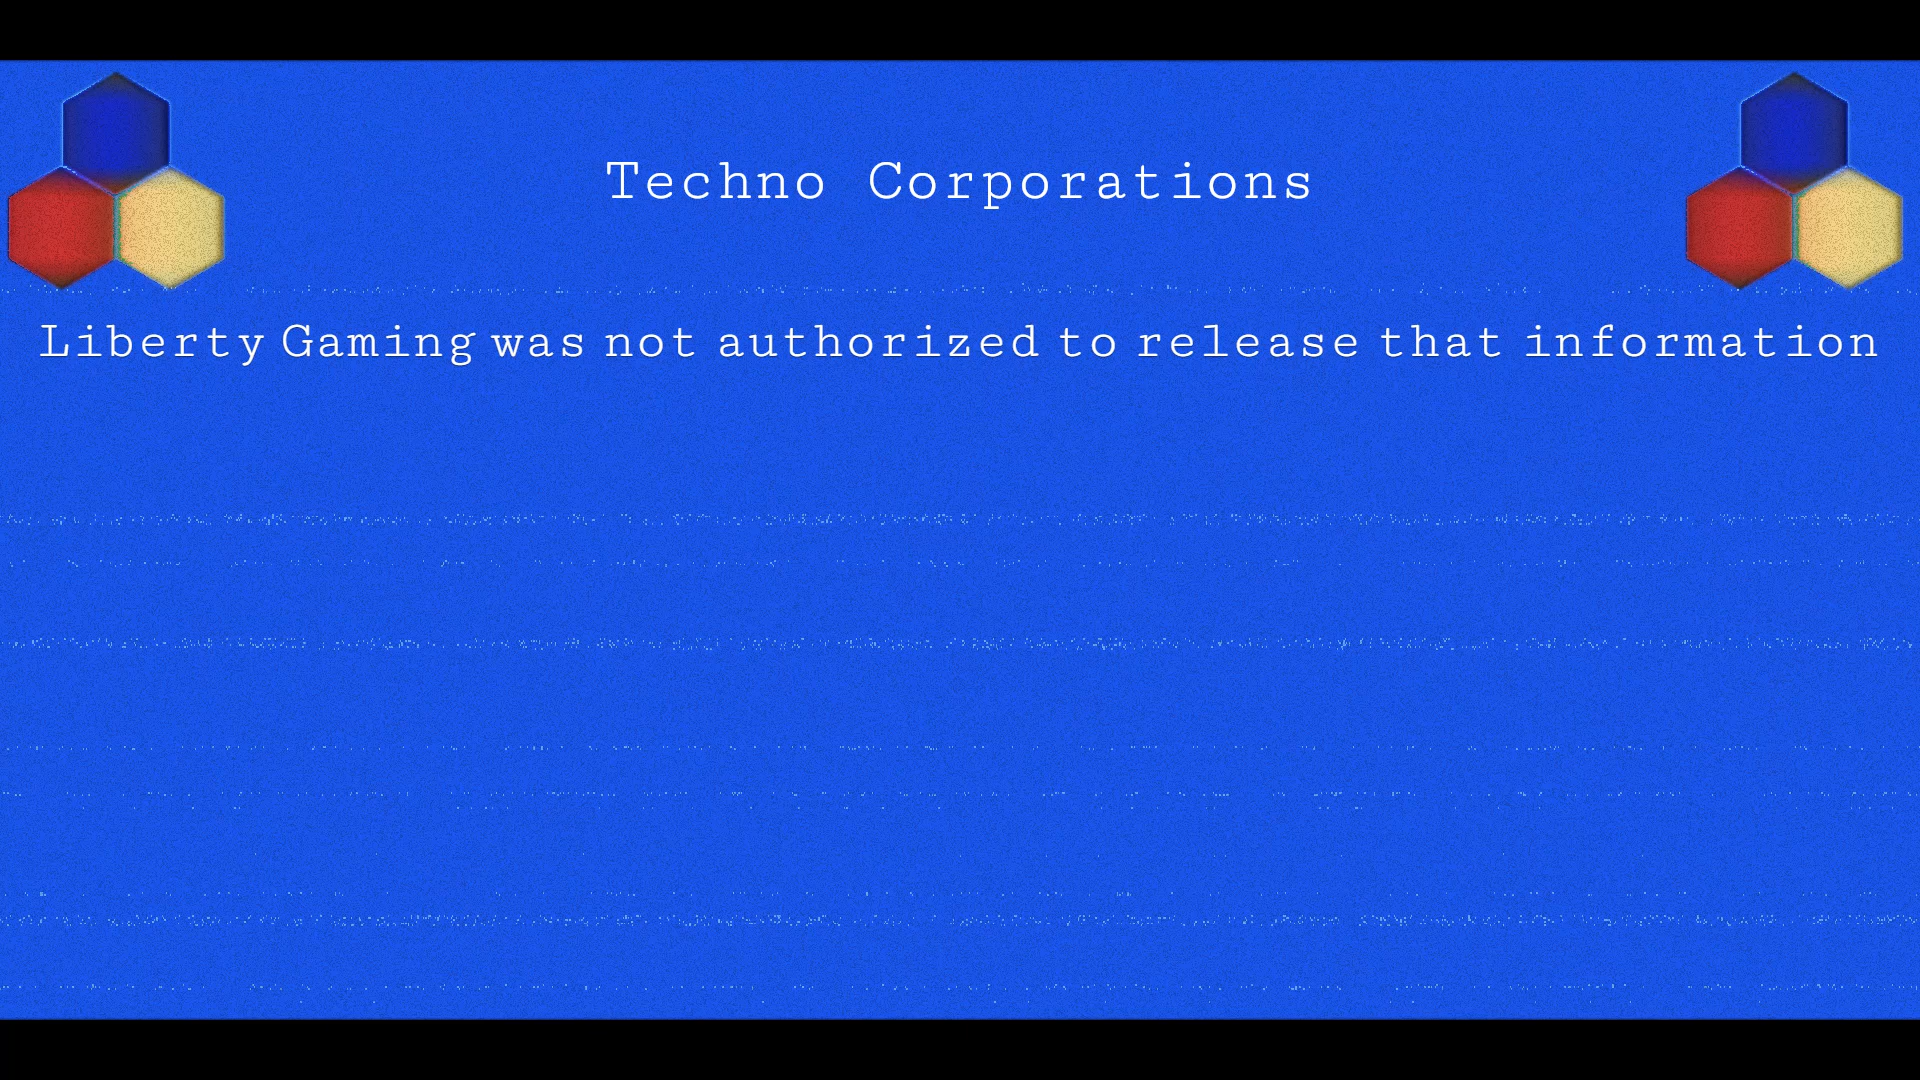 Techno Corporations
Liberty Gaming was not authorized to release that information